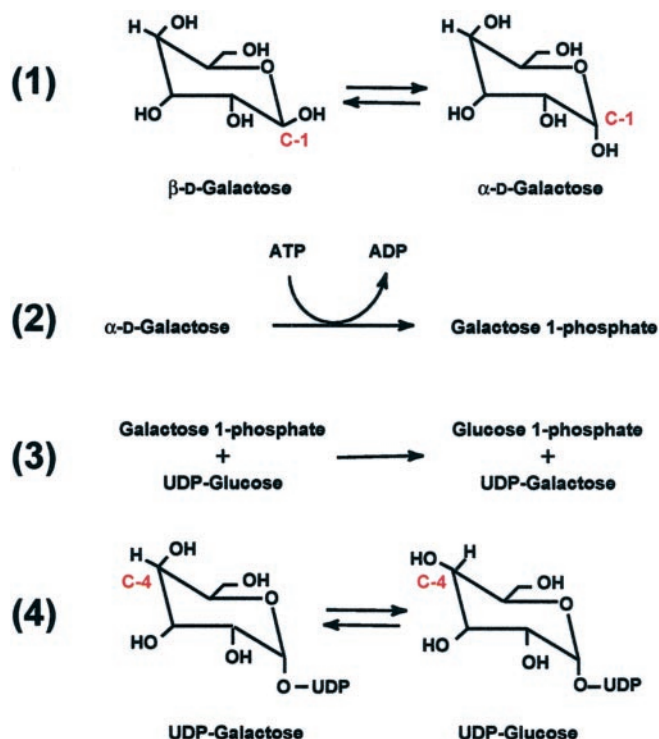 (1)
H OH
OH
O
HO
OH
OH
C-1
β-D-Galactose
H OH
OH
O
HO
OH
C-1
OH
α-D-Galactose
(2)
ATP
ADP
α-D-Galactose
Galactose 1-phosphate
(3)
Galactose 1-phosphate
+
UDP-Glucose
Glucose 1-phosphate
+
UDP-Galactose
(4)
H OH
C-4
OH
O
HO
OH
O-UDP
UDP-Galactose
HO H
C-4
OH
O
HO
OH
O-UDP
UDP-Glucose